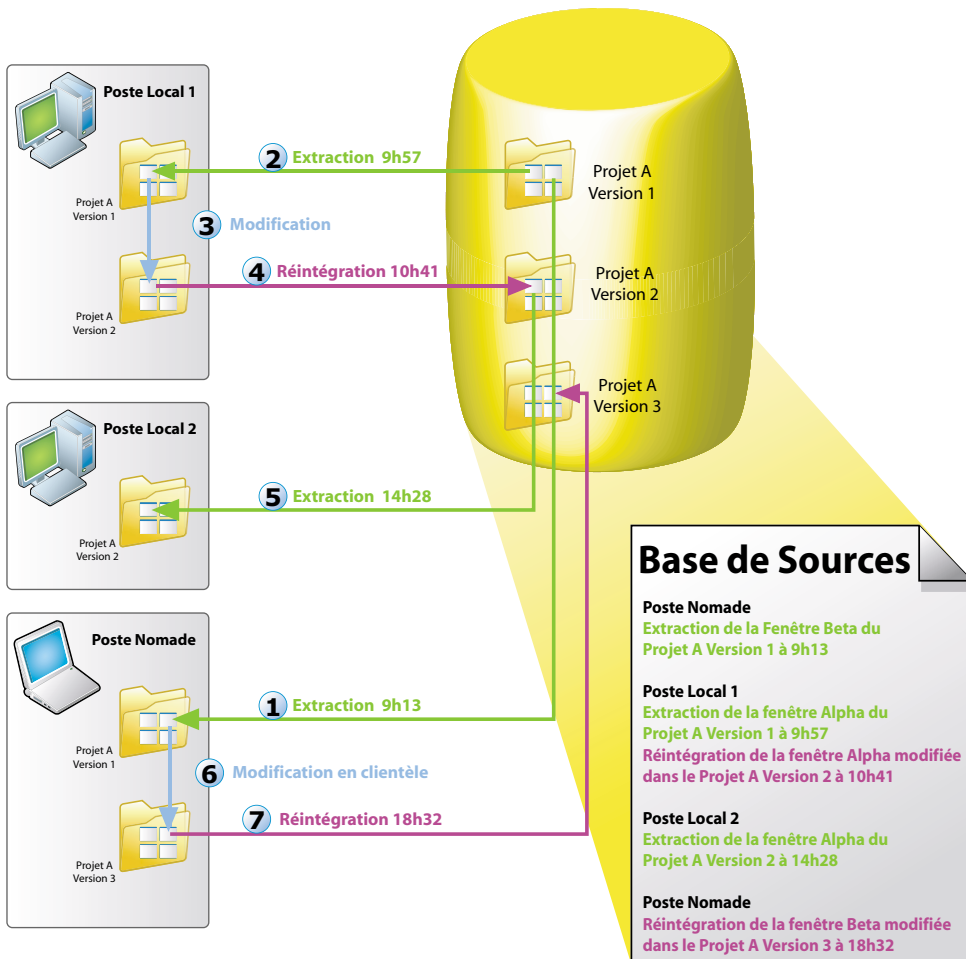 Poste Local 1
Projet A
Version 1
2 Extraction 9h57
3 Modification
Projet A
Version 2
4 Réintégration 10h41
Projet A
Version 1
Projet A
Version 2
Projet A
Version 3
Poste Local 2
Projet A
Version 2
5 Extraction 14h28
Poste Nomade
Projet A
Version 1
1 Extraction 9h13
6 Modification en clientèle
Projet A
Version 3
7 Réintégration 18h32
Base de Sources
Poste Nomade
Extraction de la Fenêtre Beta du
Projet A Version 1 à 9h13
Poste Local 1
Extraction de la fenêtre Alpha du
Projet A Version 1 à 9h57
Réintégration de la fenêtre Alpha modifiée
dans le Projet A Version 2 à 10h41
Poste Local 2
Extraction de la fenêtre Alpha du
Projet A Version 2 à 14h28
Poste Nomade
Réintégration de la fenêtre Beta modifiée
dans le Projet A Version 3 à 18h32